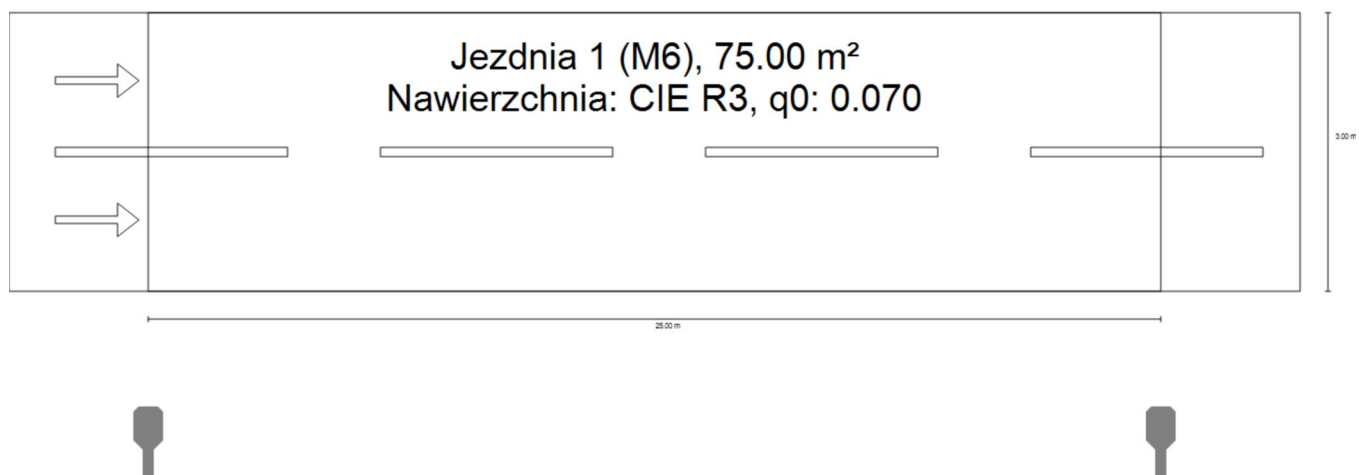 Jezdnia 1 (M6), 75.00 m²
Nawierzchnia: CIE R3, q0: 0.070
3.00 m
25.00 m